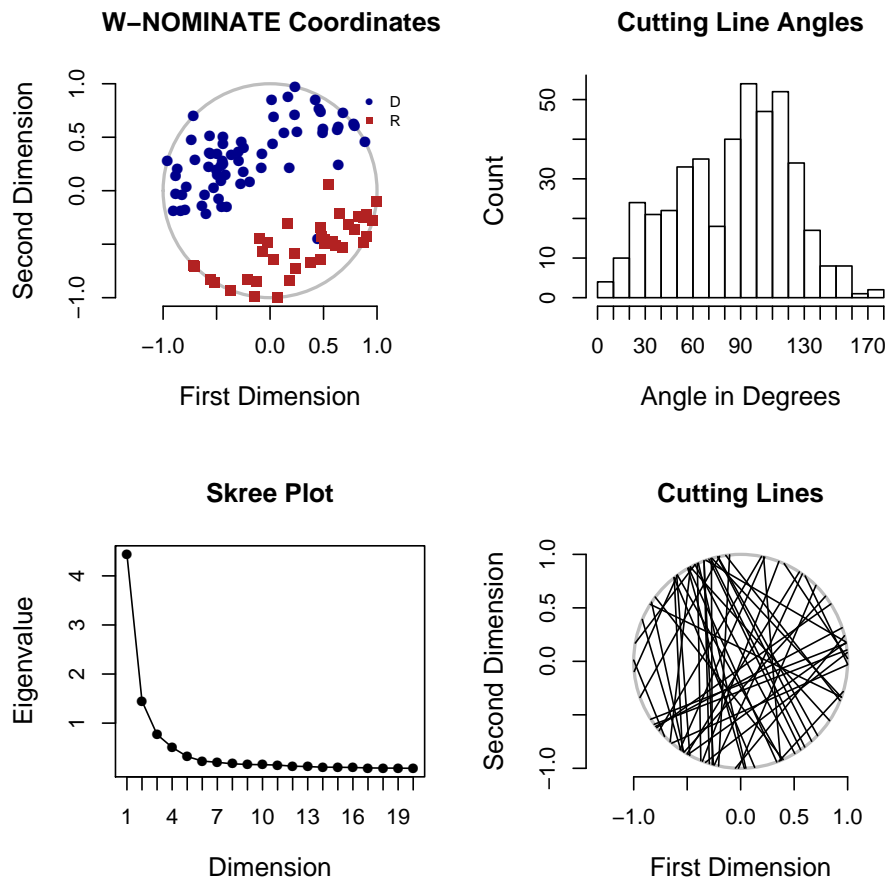 W−NOMINATE Coordinates
Second Dimension
1.0
0.5
0.0
−1.0
D
R
−1.0 0.0 0.5 1.0
First Dimension
Cutting Line Angles
Count
50
30
10
0
0 30 60 90 130 170
Angle in Degrees
Skree Plot
Eigenvalue
4
3
2
1
1 4 7 10 13 16 19
Dimension
Cutting Lines
Second Dimension
1.0
0.5
0.0
−1.0
−1.0 0.0 0.5 1.0
First Dimension